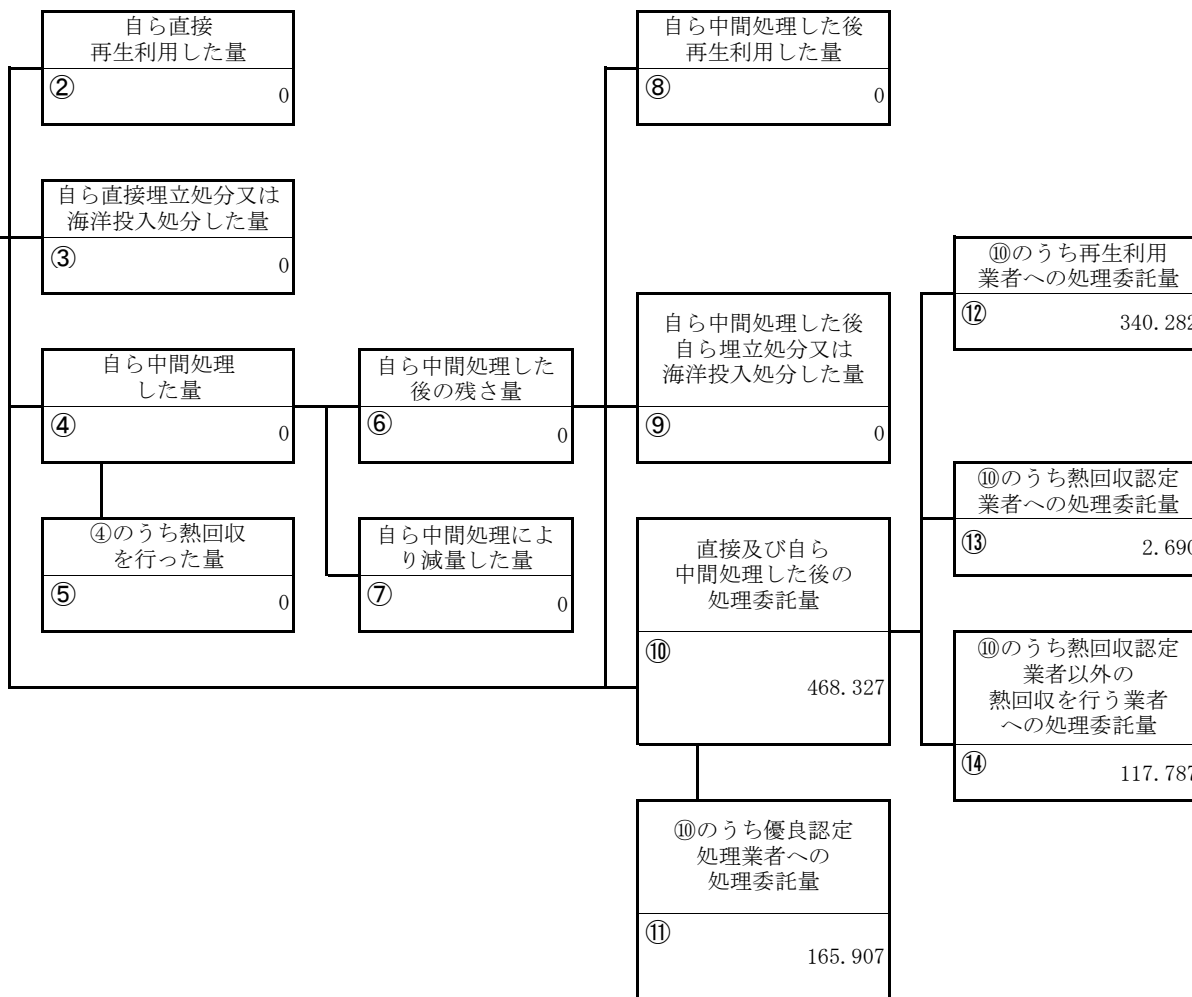 自ら直接
再生利用した量
②
0
自ら直接埋立処分又は
海洋投入処分した量
③
0
自ら中間処理
した量
④
0
④のうち熱回収
を行った量
⑤
0
自ら中間処理した
後の残さ量
⑥
0
自ら中間処理によ
り減量した量
⑦
0
自ら中間処理した後
再生利用した量
⑧
0
自ら中間処理した後
自ら埋立処分又は
海洋投入処分した量
⑨
0
直接及び自ら
中間処理した後の
処理委託量
⑩
468.327
⑩のうち優良認定
処理業者への
処理委託量
⑪
165.907
⑩のうち再生利用
業者への処理委託量
⑫
340.282
⑩のうち熱回収認定
業者への処理委託量
⑬
2.690
⑩のうち熱回収認定
業者以外の
熱回収を行う業者
への処理委託量
⑭
117.787